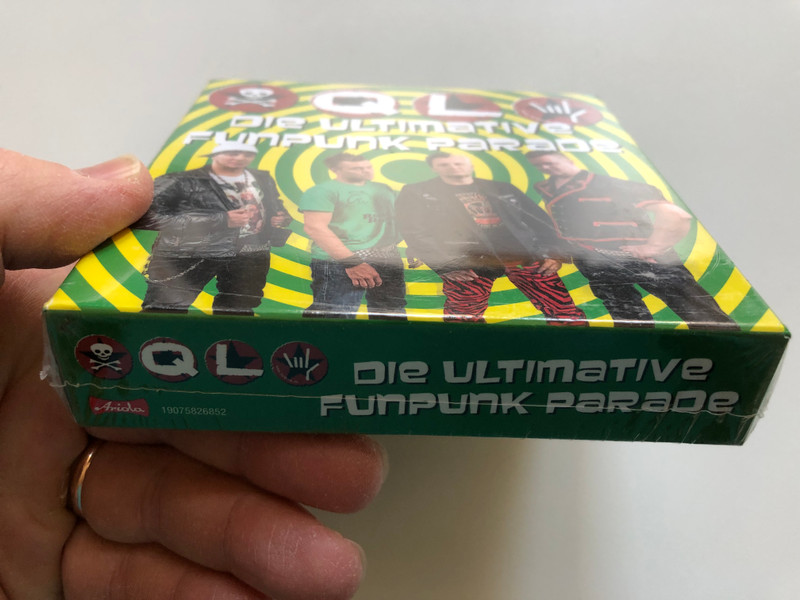 QL
DIE ULTIMATIVE
FUNPUNK PARADE
QL
DIE ULTIMATIVE
FUNPUNK PARADE
Ariola
19075826852